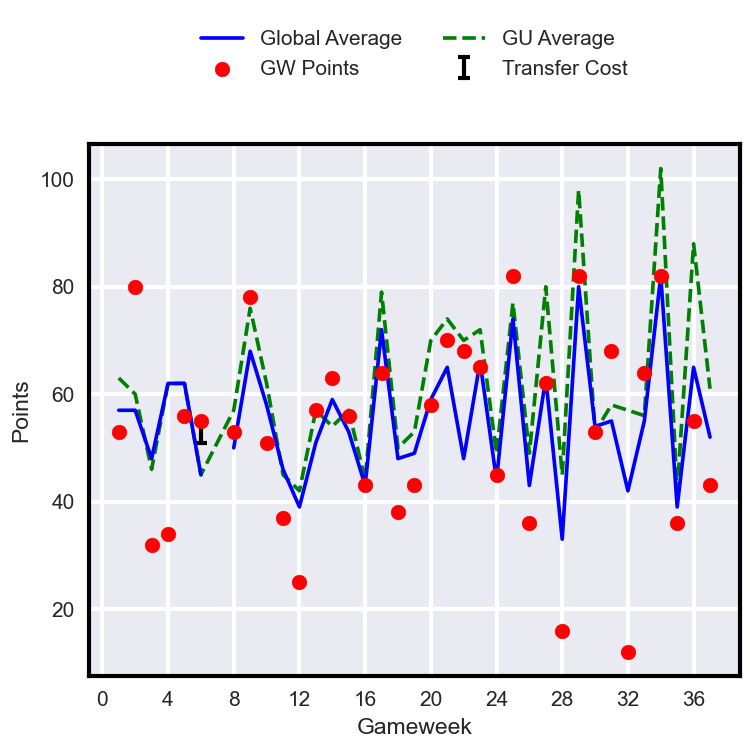 Global Average GU Average
GW Points Transfer Cost
100
80
60
40
20
Points
0 4 8 12 16 20 24 28 32 36
Gameweek